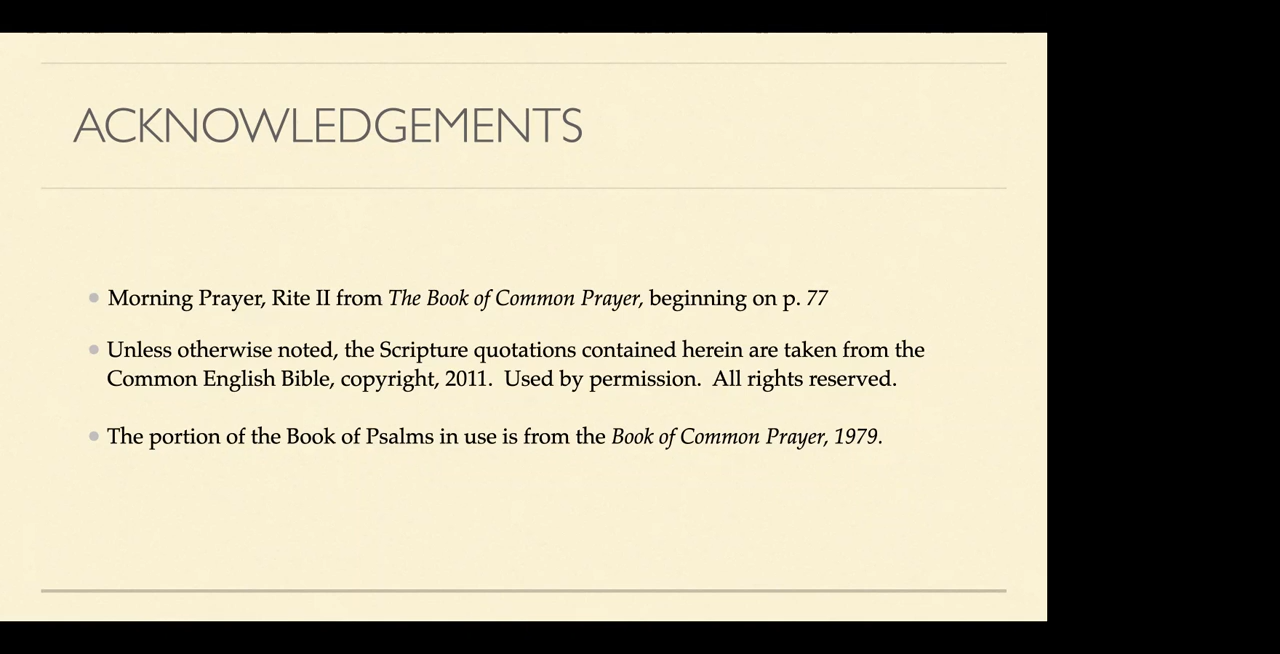 ACKNOWLEDGEMENTS
Morning Prayer, Rite II from The Book of Common Prayer, beginning on p. 77
Unless otherwise noted, the Scripture quotations contained herein are taken from the
Common English Bible, copyright, 2011.  Used by permission.  All rights reserved.
The portion of the Book of Psalms in use is from the Book of Common Prayer, 1979.